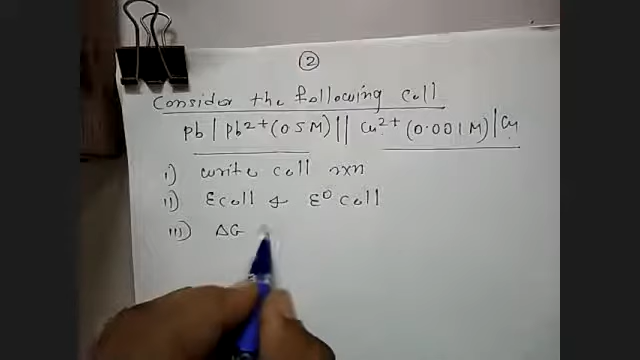 ②
Consider the following cell
Pb | Pb2+ (0.5M) || Cu2+ (0.001M) | Cu
i) write cell rxn
ii) Ecell & E° cell
iii) ΔG